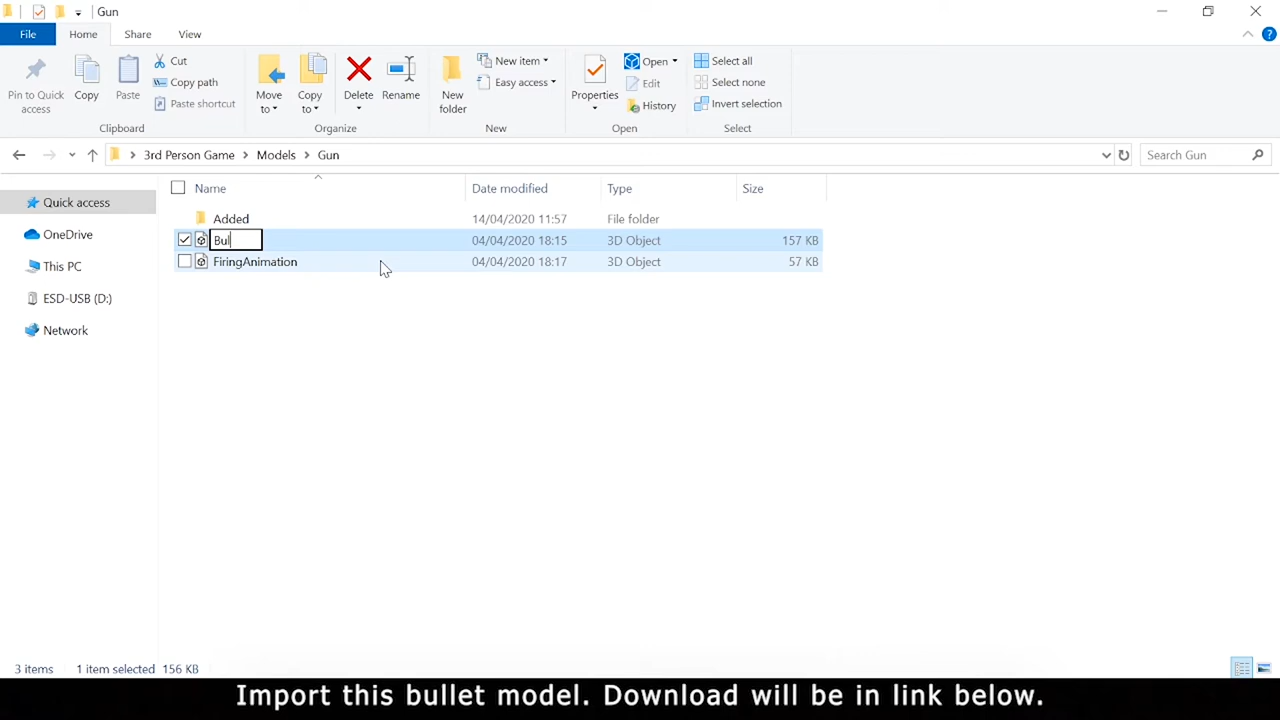 Gun
File Home Share View
Pin to Quick access
Copy
Paste
Cut
Copy path
Paste shortcut
Clipboard
Move to
Copy to
Delete
Rename
Organize
New folder
New item
Easy access
New
Properties
Open
Edit
History
Open
Select all
Select none
Invert selection
Select
3rd Person Game Models Gun
Search Gun
Quick access
OneDrive
This PC
ESD-USB (D:)
Network
Name Date modified Type Size
Added 14/04/2020 11:57 File folder
Bul 04/04/2020 18:15 3D Object 157 KB
FiringAnimation 04/04/2020 18:17 3D Object 57 KB
3 items 1 item selected 156 KB
Import this bullet model. Download will be in link below.